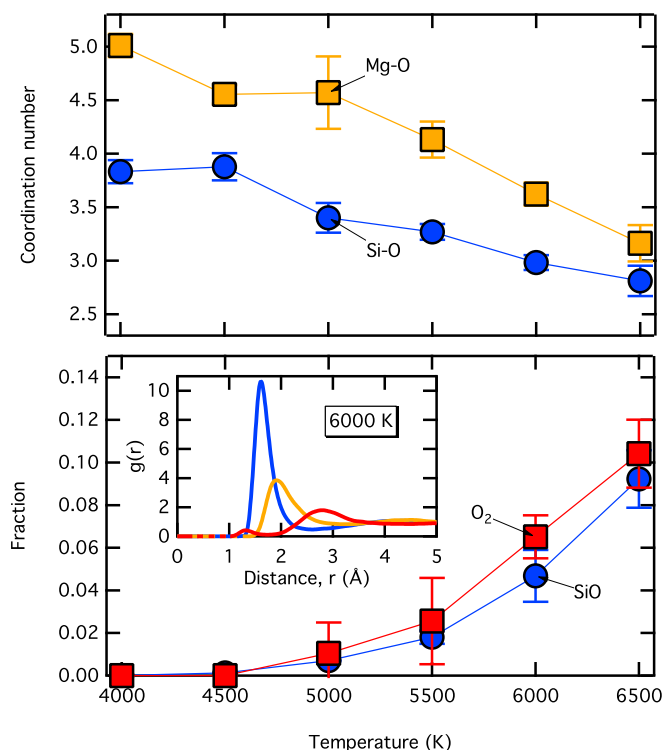 5.0
4.5
4.0
3.5
3.0
2.5
Coordination number
Mg-O
Si-O
0.14
0.12
0.10
0.08
0.06
0.04
0.02
0.00
Fraction
10
8
6
4
2
0
g(r)
6000 K
0 1 2 3 4 5
Distance, r (Å)
O2
SiO
4000 4500 5000 5500 6000 6500
Temperature (K)